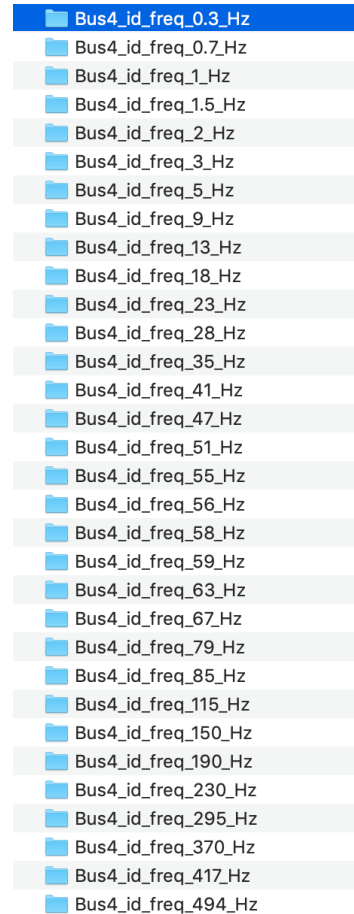 Bus4_id_freq_0.3_Hz
Bus4_id_freq_0.7_Hz
Bus4_id_freq_1_Hz
Bus4_id_freq_1.5_Hz
Bus4_id_freq_2_Hz
Bus4_id_freq_3_Hz
Bus4_id_freq_5_Hz
Bus4_id_freq_9_Hz
Bus4_id_freq_13_Hz
Bus4_id_freq_18_Hz
Bus4_id_freq_23_Hz
Bus4_id_freq_28_Hz
Bus4_id_freq_35_Hz
Bus4_id_freq_41_Hz
Bus4_id_freq_47_Hz
Bus4_id_freq_51_Hz
Bus4_id_freq_55_Hz
Bus4_id_freq_56_Hz
Bus4_id_freq_58_Hz
Bus4_id_freq_59_Hz
Bus4_id_freq_63_Hz
Bus4_id_freq_67_Hz
Bus4_id_freq_79_Hz
Bus4_id_freq_85_Hz
Bus4_id_freq_115_Hz
Bus4_id_freq_150_Hz
Bus4_id_freq_190_Hz
Bus4_id_freq_230_Hz
Bus4_id_freq_295_Hz
Bus4_id_freq_370_Hz
Bus4_id_freq_417_Hz
Bus4_id_freq_494_Hz